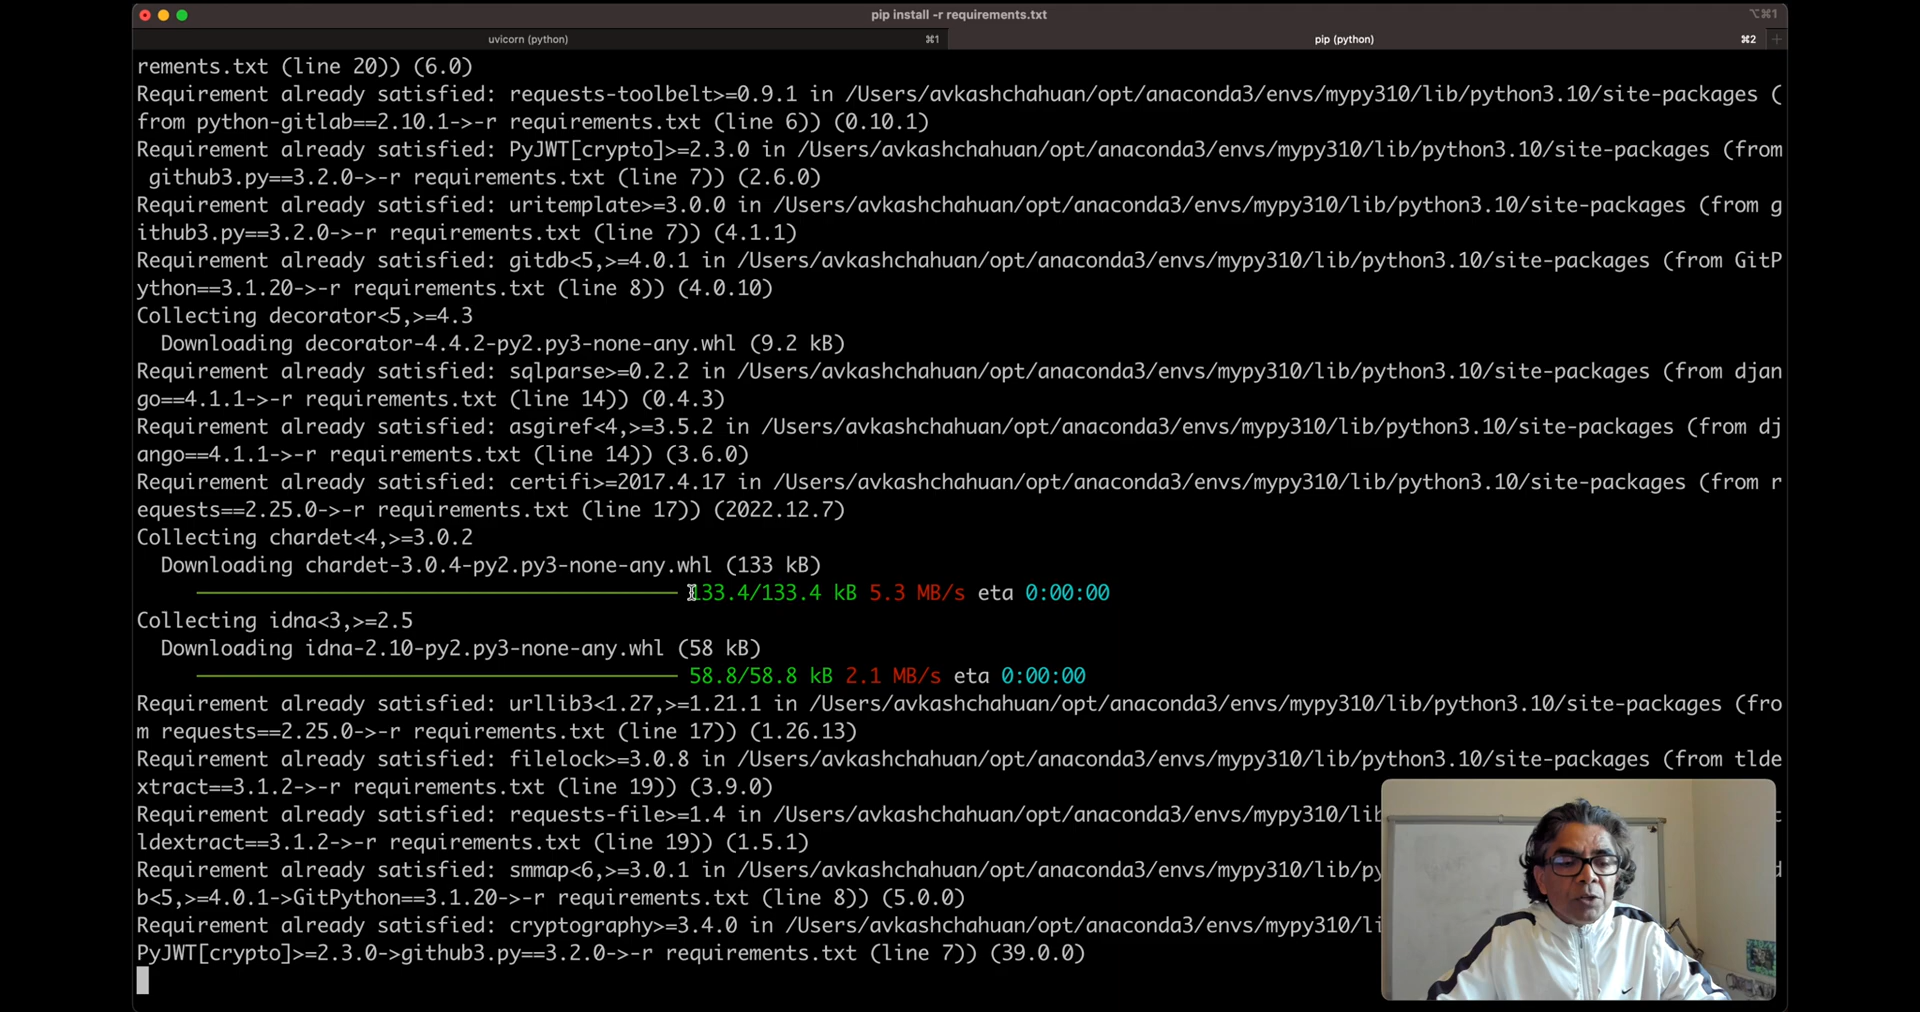 pip install -r requirements.txt
⌥⌘1
uvicorn (python)
⌘1
pip (python)
⌘2
+
rements.txt (line 20)) (6.0)
Requirement already satisfied: requests-toolbelt>=0.9.1 in /Users/avkashchahuan/opt/anaconda3/envs/mypy310/lib/python3.10/site-packages (
from python-gitlab==2.10.1->-r requirements.txt (line 6)) (0.10.1)
Requirement already satisfied: PyJWT[crypto]>=2.3.0 in /Users/avkashchahuan/opt/anaconda3/envs/mypy310/lib/python3.10/site-packages (from
github3.py==3.2.0->-r requirements.txt (line 7)) (2.6.0)
Requirement already satisfied: uritemplate>=3.0.0 in /Users/avkashchahuan/opt/anaconda3/envs/mypy310/lib/python3.10/site-packages (from g
ithub3.py==3.2.0->-r requirements.txt (line 7)) (4.1.1)
Requirement already satisfied: gitdb<5,>=4.0.1 in /Users/avkashchahuan/opt/anaconda3/envs/mypy310/lib/python3.10/site-packages (from GitP
ython==3.1.20->-r requirements.txt (line 8)) (4.0.10)
Collecting decorator<5,>=4.3
Downloading decorator-4.4.2-py2.py3-none-any.whl (9.2 kB)
Requirement already satisfied: sqlparse>=0.2.2 in /Users/avkashchahuan/opt/anaconda3/envs/mypy310/lib/python3.10/site-packages (from djan
go==4.1.1->-r requirements.txt (line 14)) (0.4.3)
Requirement already satisfied: asgiref<4,>=3.5.2 in /Users/avkashchahuan/opt/anaconda3/envs/mypy310/lib/python3.10/site-packages (from dj
ango==4.1.1->-r requirements.txt (line 14)) (3.6.0)
Requirement already satisfied: certifi>=2017.4.17 in /Users/avkashchahuan/opt/anaconda3/envs/mypy310/lib/python3.10/site-packages (from r
equests==2.25.0->-r requirements.txt (line 17)) (2022.12.7)
Collecting chardet<4,>=3.0.2
Downloading chardet-3.0.4-py2.py3-none-any.whl (133 kB)
133.4/133.4 kB 5.3 MB/s eta 0:00:00
Collecting idna<3,>=2.5
Downloading idna-2.10-py2.py3-none-any.whl (58 kB)
58.8/58.8 kB 2.1 MB/s eta 0:00:00
Requirement already satisfied: urllib3<1.27,>=1.21.1 in /Users/avkashchahuan/opt/anaconda3/envs/mypy310/lib/python3.10/site-packages (fro
m requests==2.25.0->-r requirements.txt (line 17)) (1.26.13)
Requirement already satisfied: filelock>=3.0.8 in /Users/avkashchahuan/opt/anaconda3/envs/mypy310/lib/python3.10/site-packages (from tlde
xtract==3.1.2->-r requirements.txt (line 19)) (3.9.0)
Requirement already satisfied: requests-file>=1.4 in /Users/avkashchahuan/opt/anaconda3/envs/mypy310/lib
ldextract==3.1.2->-r requirements.txt (line 19)) (1.5.1)
Requirement already satisfied: smmap<6,>=3.0.1 in /Users/avkashchahuan/opt/anaconda3/envs/mypy310/lib/py d
b<5,>=4.0.1->GitPython==3.1.20->-r requirements.txt (line 8)) (5.0.0)
Requirement already satisfied: cryptography>=3.4.0 in /Users/avkashchahuan/opt/anaconda3/envs/mypy310/li
PyJWT[crypto]>=2.3.0->github3.py==3.2.0->-r requirements.txt (line 7)) (39.0.0)